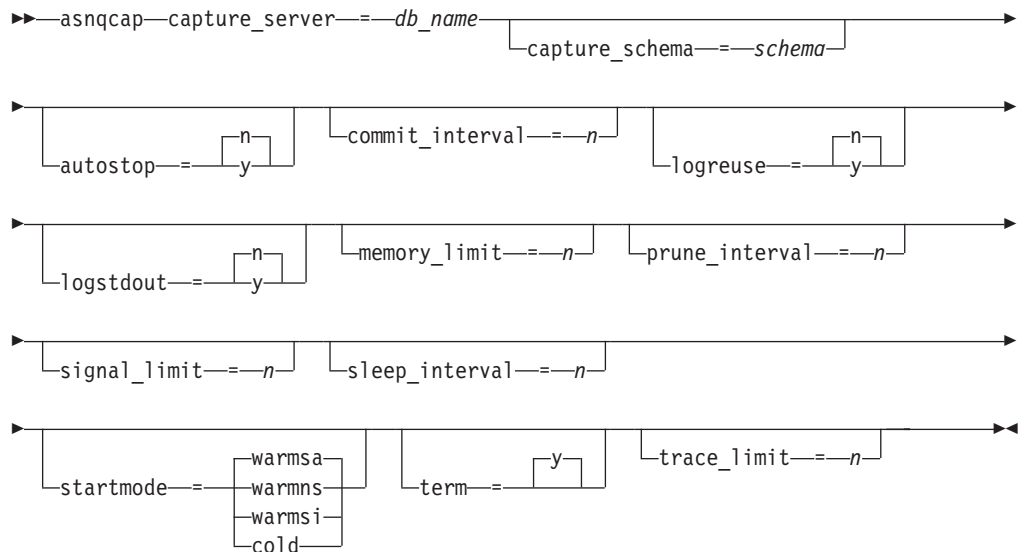 asnqcap capture_server = db_name
capture_schema = schema
n
autostop = y
commit_interval = n
n
logreuse = y
n
logstdout = y
memory_limit = n
prune_interval = n
signal_limit = n
sleep_interval = n
warmsa
startmode = warmns
warmsi
cold
y
term =
trace_limit = n